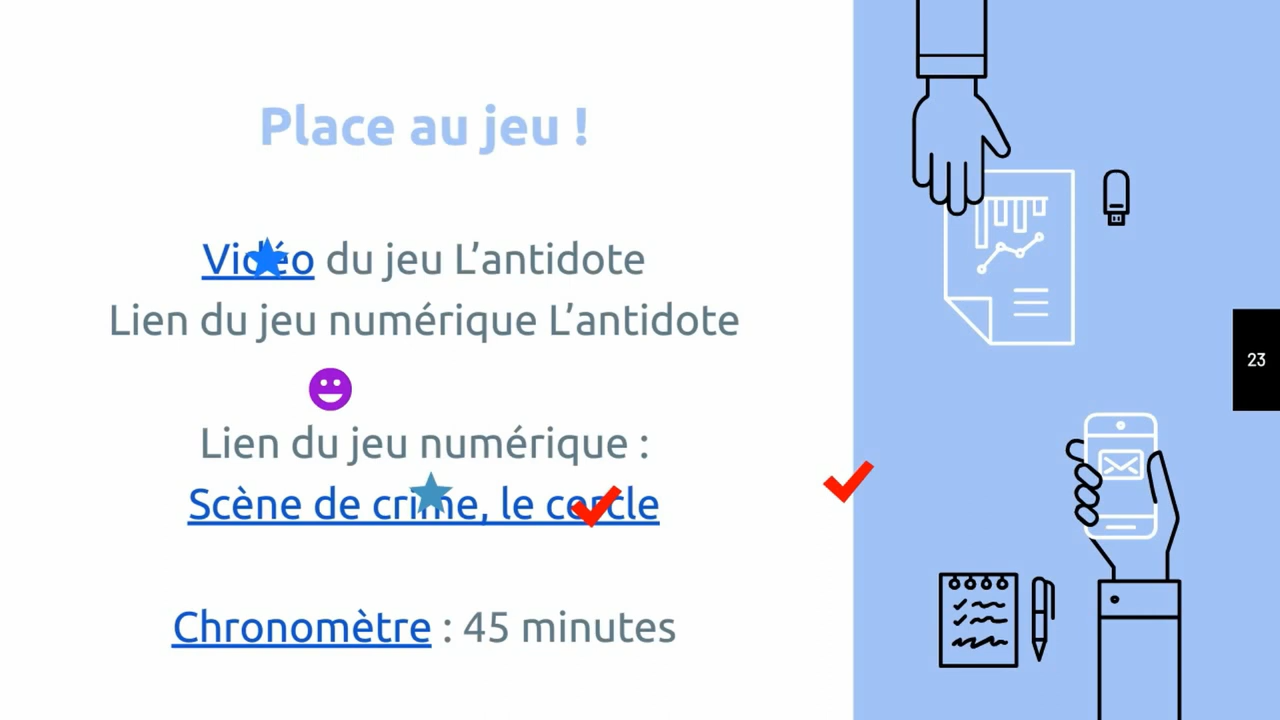 Place au jeu !
Vidéo du jeu L’antidote
Lien du jeu numérique L’antidote
Lien du jeu numérique :
Scène de crime, le cercle
Chronomètre : 45 minutes
23